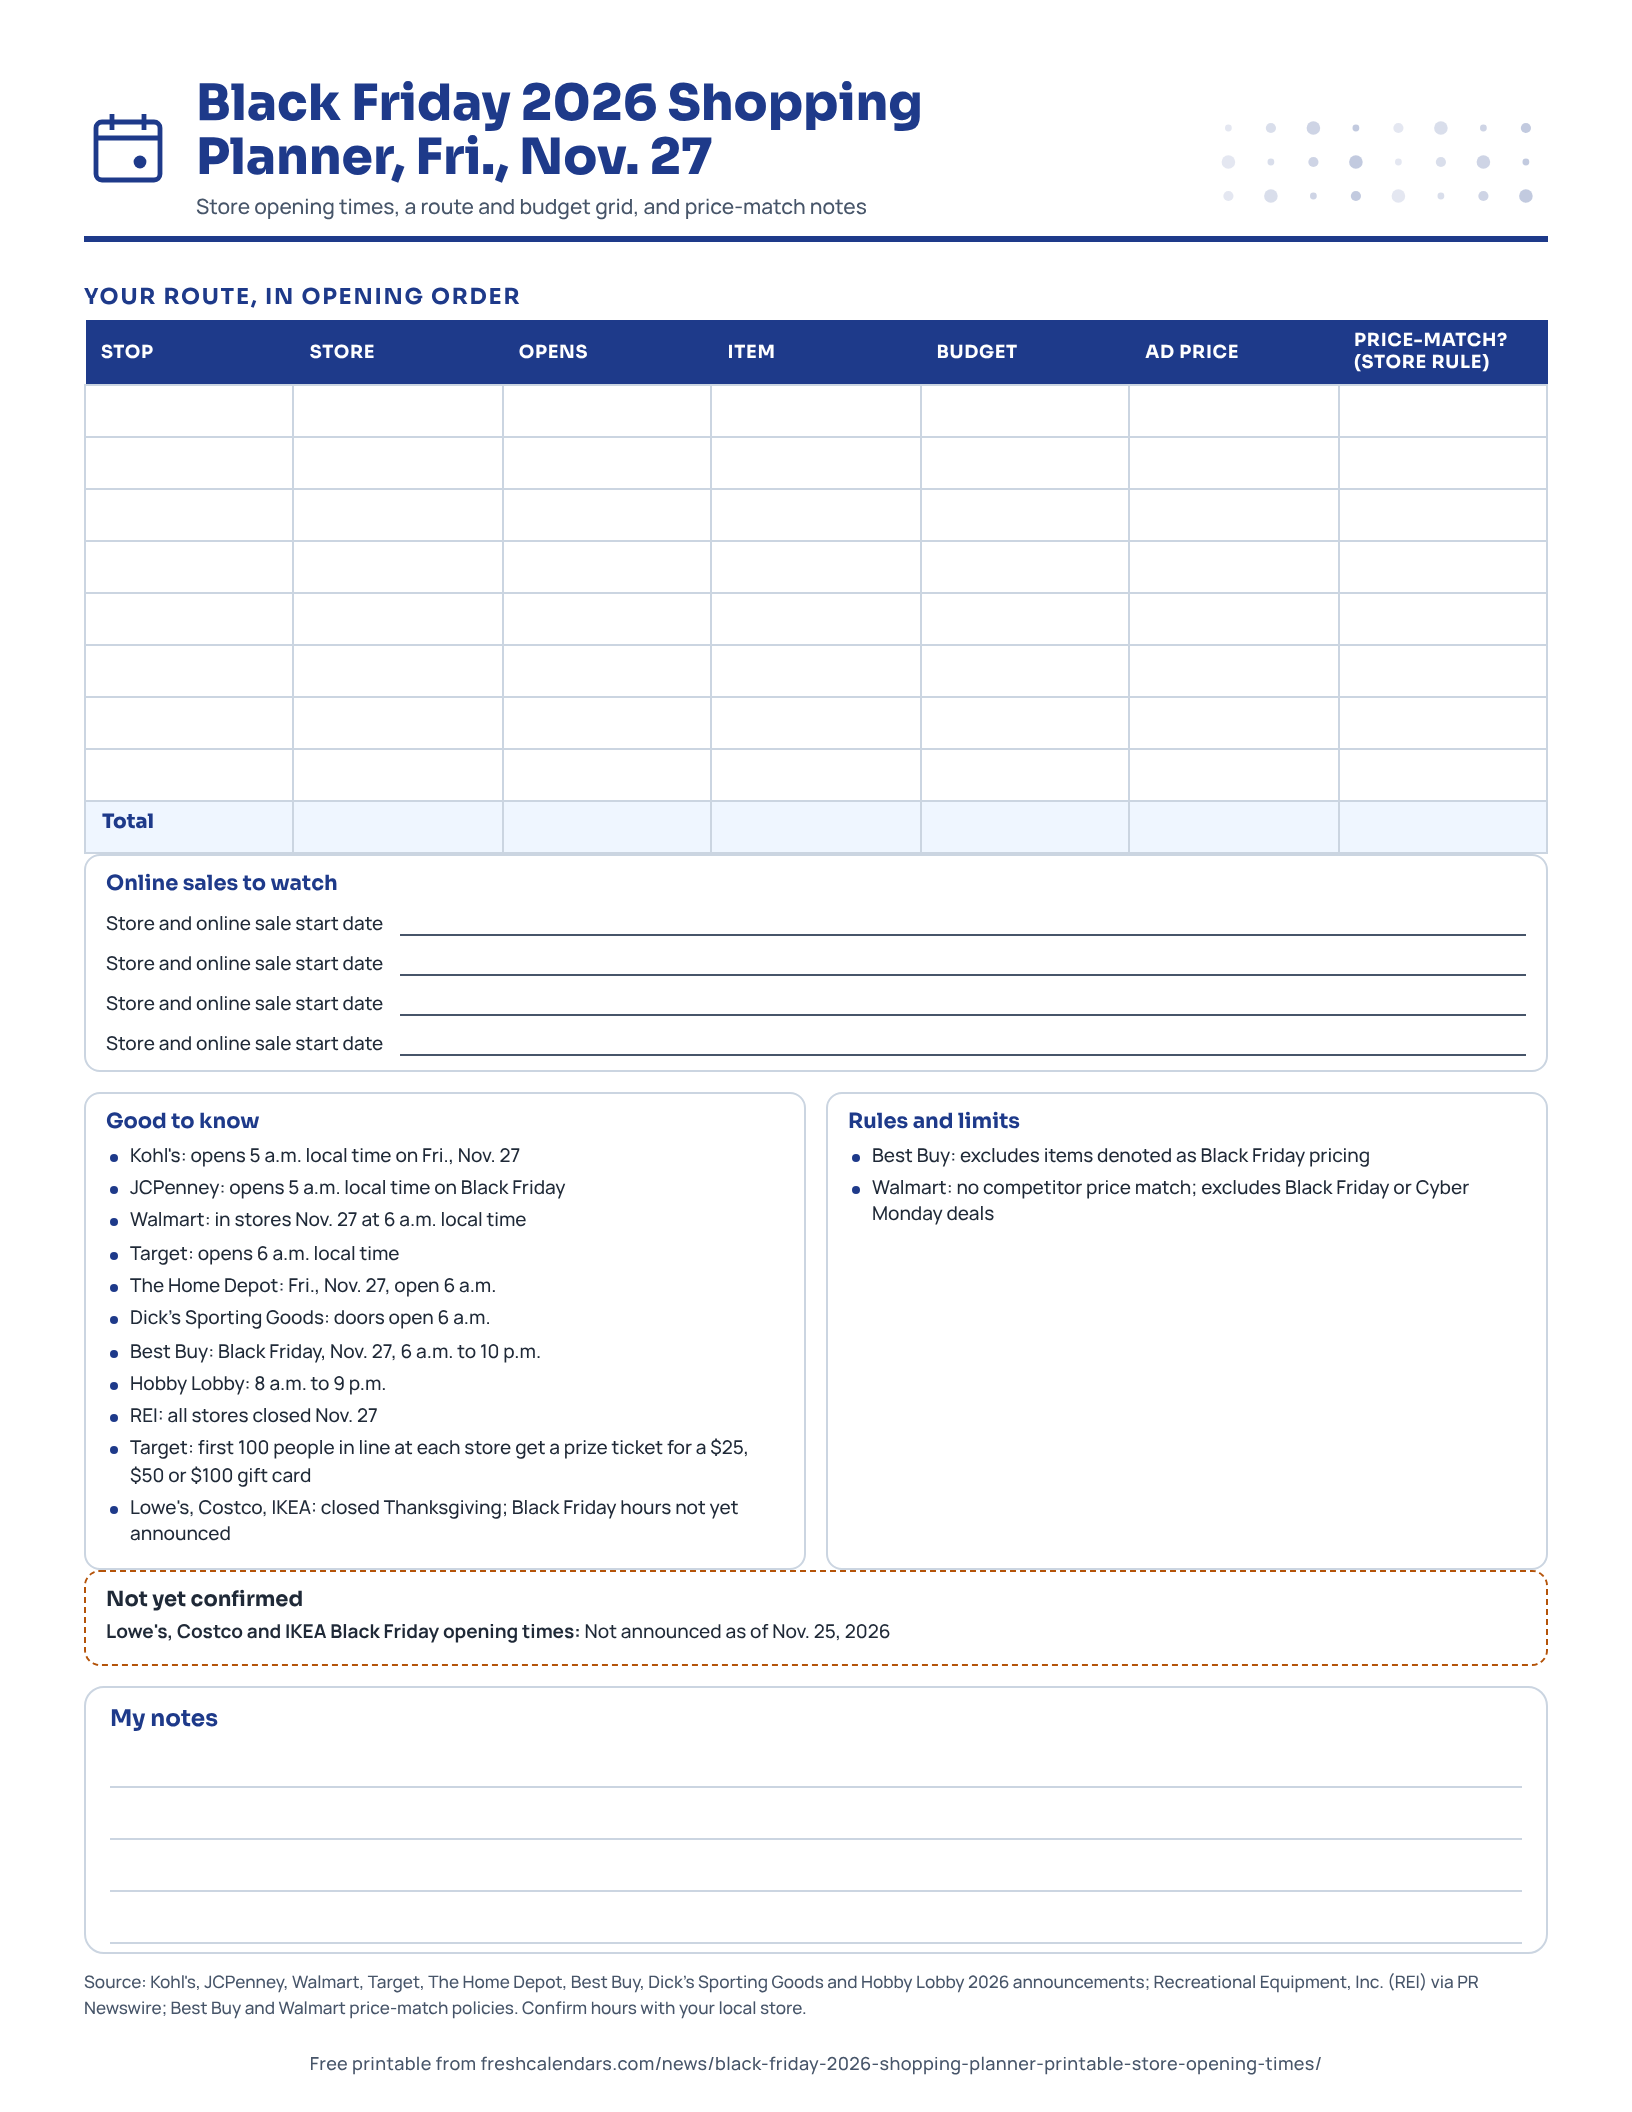 Black Friday 2026 Shopping
Planner, Fri., Nov. 27
Store opening times, a route and budget grid, and price-match notes
YOUR ROUTE, IN OPENING ORDER
STOP STORE OPENS ITEM BUDGET AD PRICE PRICE-MATCH? (STORE RULE)
Total
Online sales to watch
Store and online sale start date
Store and online sale start date
Store and online sale start date
Store and online sale start date
Good to know
Kohl's: opens 5 a.m. local time on Fri., Nov. 27
JCPenney: opens 5 a.m. local time on Black Friday
Walmart: in stores Nov. 27 at 6 a.m. local time
Target: opens 6 a.m. local time
The Home Depot: Fri., Nov. 27, open 6 a.m.
Dick's Sporting Goods: doors open 6 a.m.
Best Buy: Black Friday, Nov. 27, 6 a.m. to 10 p.m.
Hobby Lobby: 8 a.m. to 9 p.m.
REI: all stores closed Nov. 27
Target: first 100 people in line at each store get a prize ticket for a $25,
$50 or $100 gift card
Lowe's, Costco, IKEA: closed Thanksgiving; Black Friday hours not yet
announced
Rules and limits
Best Buy: excludes items denoted as Black Friday pricing
Walmart: no competitor price match; excludes Black Friday or Cyber
Monday deals
Not yet confirmed
Lowe's, Costco and IKEA Black Friday opening times: Not announced as of Nov. 25, 2026
My notes
Source: Kohl's, JCPenney, Walmart, Target, The Home Depot, Best Buy, Dick's Sporting Goods and Hobby Lobby 2026 announcements; Recreational Equipment, Inc. (REI) via PR
Newswire; Best Buy and Walmart price-match policies. Confirm hours with your local store.
Free printable from freshcalendars.com/news/black-friday-2026-shopping-planner-printable-store-opening-times/